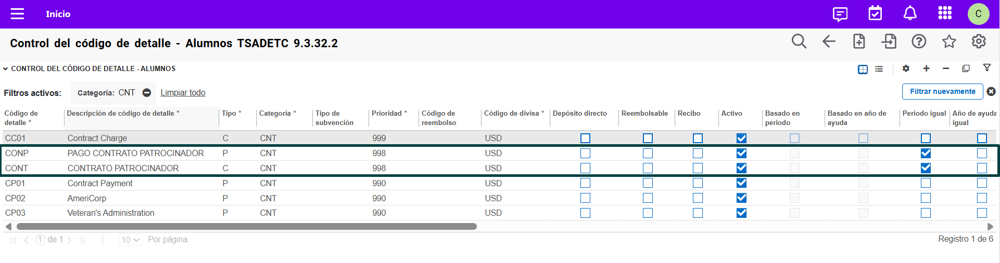 Inicio
C
Control del código de detalle - Alumnos TSADETC 9.3.32.2
CONTROL DEL CÓDIGO DE DETALLE - ALUMNOS
Filtros activos: Categoría: CNT Limpiar todo Filtrar nuevamente
Código de detalle * Descripción de código de detalle * Tipo * Categoría * Tipo de subvención Prioridad * Código de reembolso Código de divisa * Depósito directo Reembolsable Recibo Activo Basado en periodo Basado en año de ayuda Periodo igual Año de ayuda igual
CC01 Contract Charge C CNT 999 USD
CONP PAGO CONTRATO PATROCINADOR P CNT 998 USD
CONT CONTRATO PATROCINADOR C CNT 998 USD
CP01 Contract Payment P CNT 990 USD
CP02 AmeriCorp P CNT 990 USD
CP03 Veteran's Administration P CNT 990 USD
1 de 1 10 Por página Registro 1 de 6